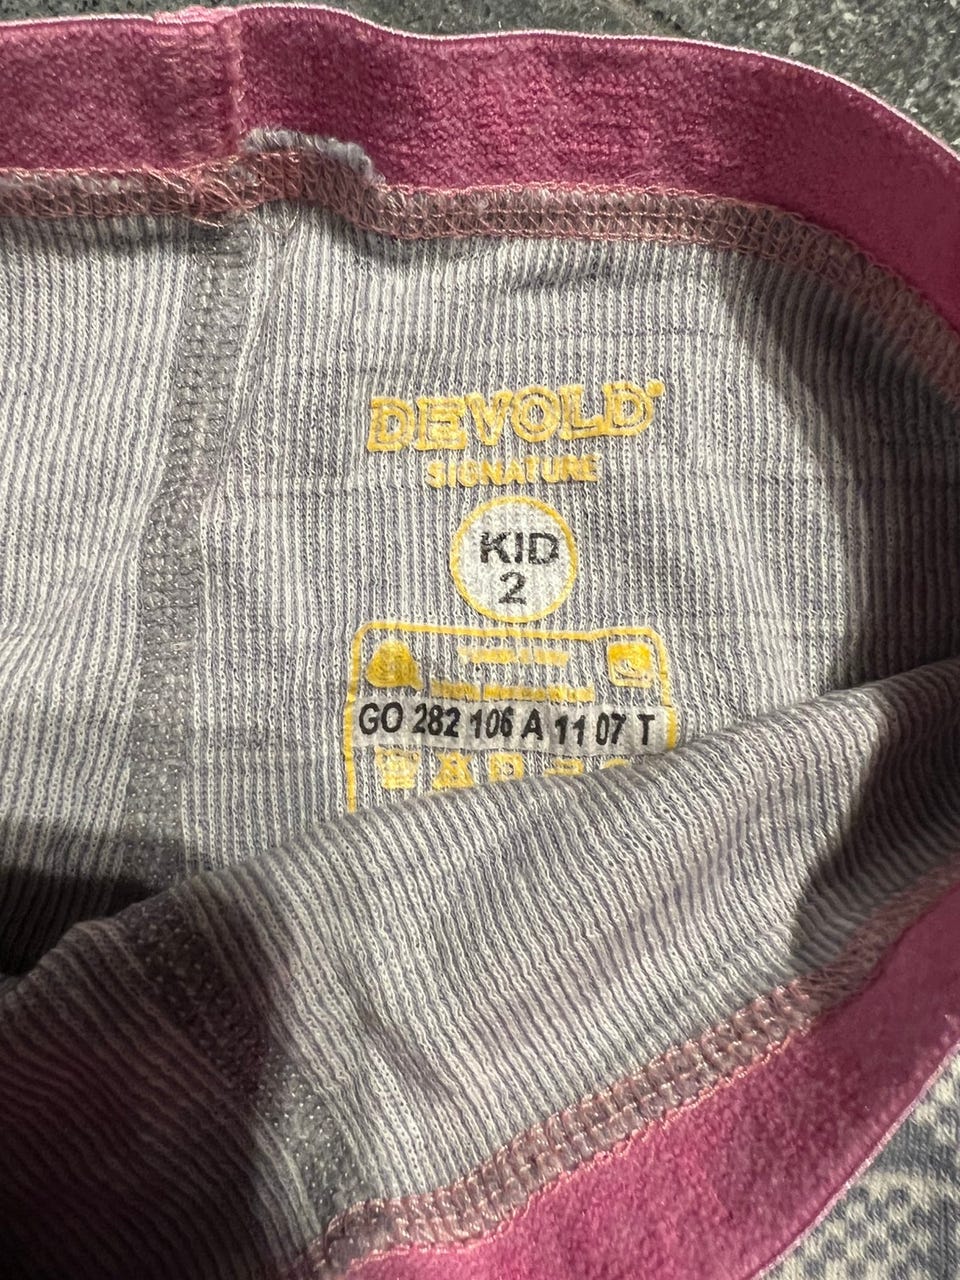 DEVOLD®
SIGNATURE
KID
2
GO 282 106 A 11 07 T